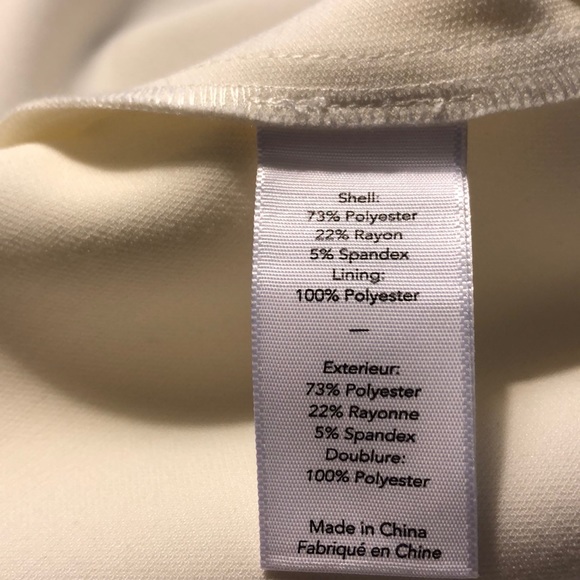 Shell:
73% Polyester
22% Rayon
5% Spandex
Lining:
100% Polyester
—
Exterieur:
73% Polyester
22% Rayonne
5% Spandex
Doublure:
100% Polyester
Made in China
Fabriqué en Chine